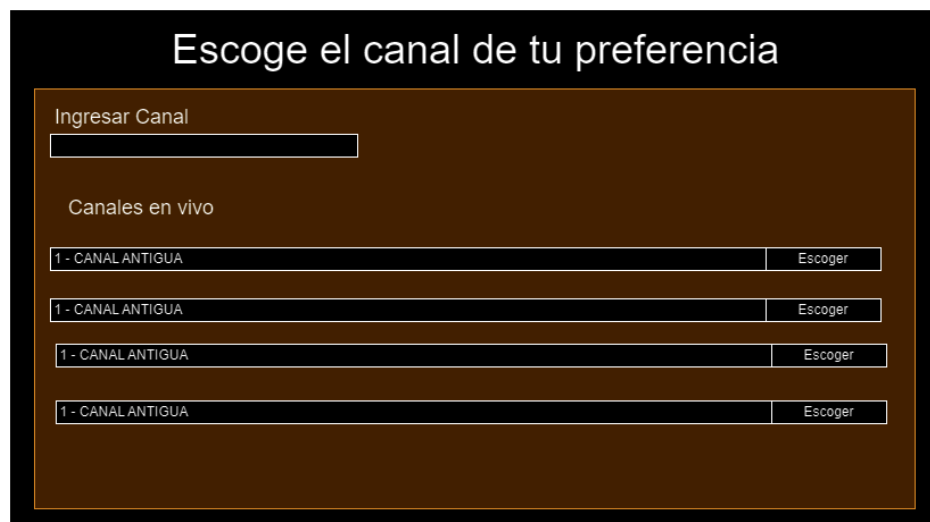 Escoge el canal de tu preferencia
Ingresar Canal
Canales en vivo
1 - CANAL ANTIGUA Escoger
1 - CANAL ANTIGUA Escoger
1 - CANAL ANTIGUA Escoger
1 - CANAL ANTIGUA Escoger